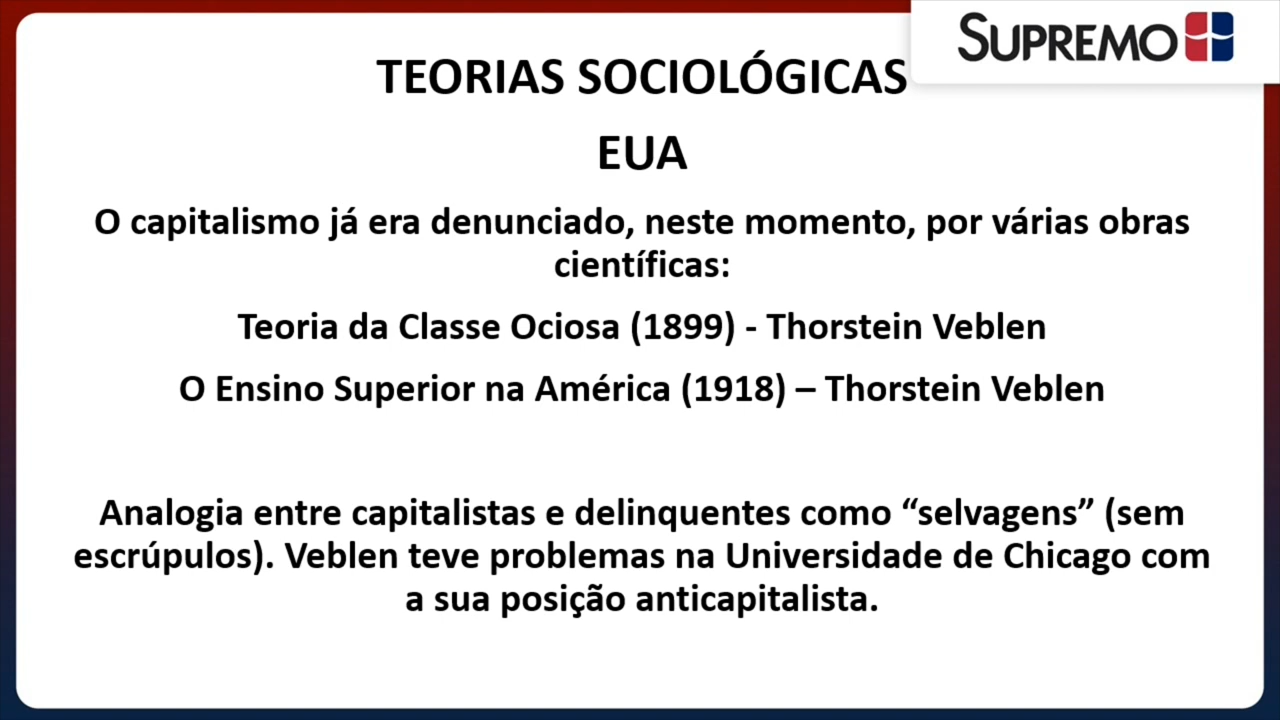 SUPREMO
TEORIAS SOCIOLÓGICAS
EUA
O capitalismo já era denunciado, neste momento, por várias obras
científicas:
Teoria da Classe Ociosa (1899) - Thorstein Veblen
O Ensino Superior na América (1918) – Thorstein Veblen
Analogia entre capitalistas e delinquentes como “selvagens” (sem
escrúpulos). Veblen teve problemas na Universidade de Chicago com
a sua posição anticapitalista.